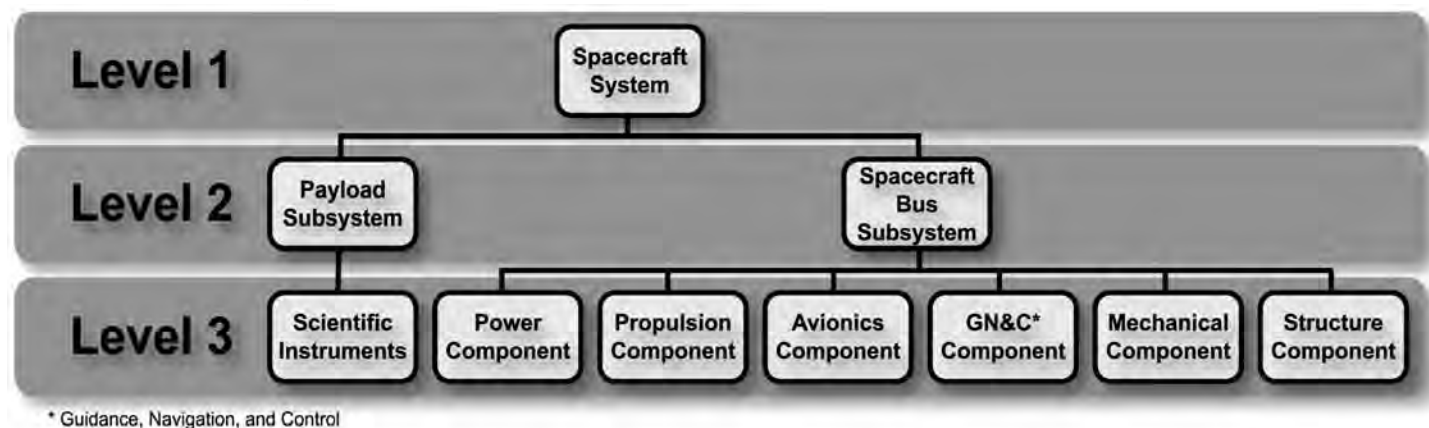 Level 1
Spacecraft
System
Level 2
Payload
Subsystem
Spacecraft
Bus
Subsystem
Level 3
Scientific
Instruments
Power
Component
Propulsion
Component
Avionics
Component
GN&C*
Component
Mechanical
Component
Structure
Component
* Guidance, Navigation, and Control